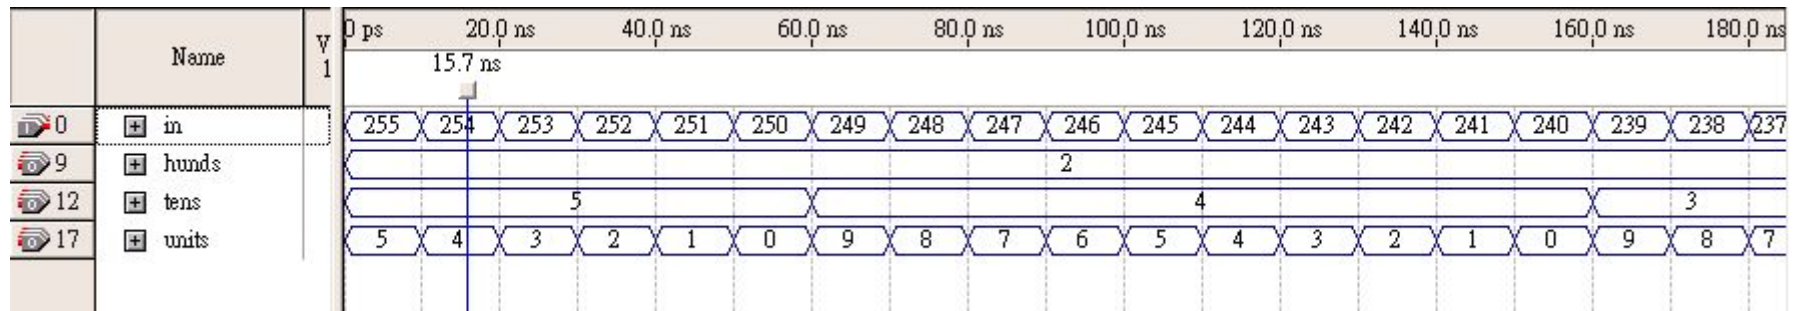 Name
V
1
0 ps 20.0 ns 40.0 ns 60.0 ns 80.0 ns 100.0 ns 120.0 ns 140.0 ns 160.0 ns 180.0 ns
15.7 ns
0 in 255 254 253 252 251 250 249 248 247 246 245 244 243 242 241 240 239 238 237
9 hunds 2
12 tens 5 4 3
17 units 5 4 3 2 1 0 9 8 7 6 5 4 3 2 1 0 9 8 7